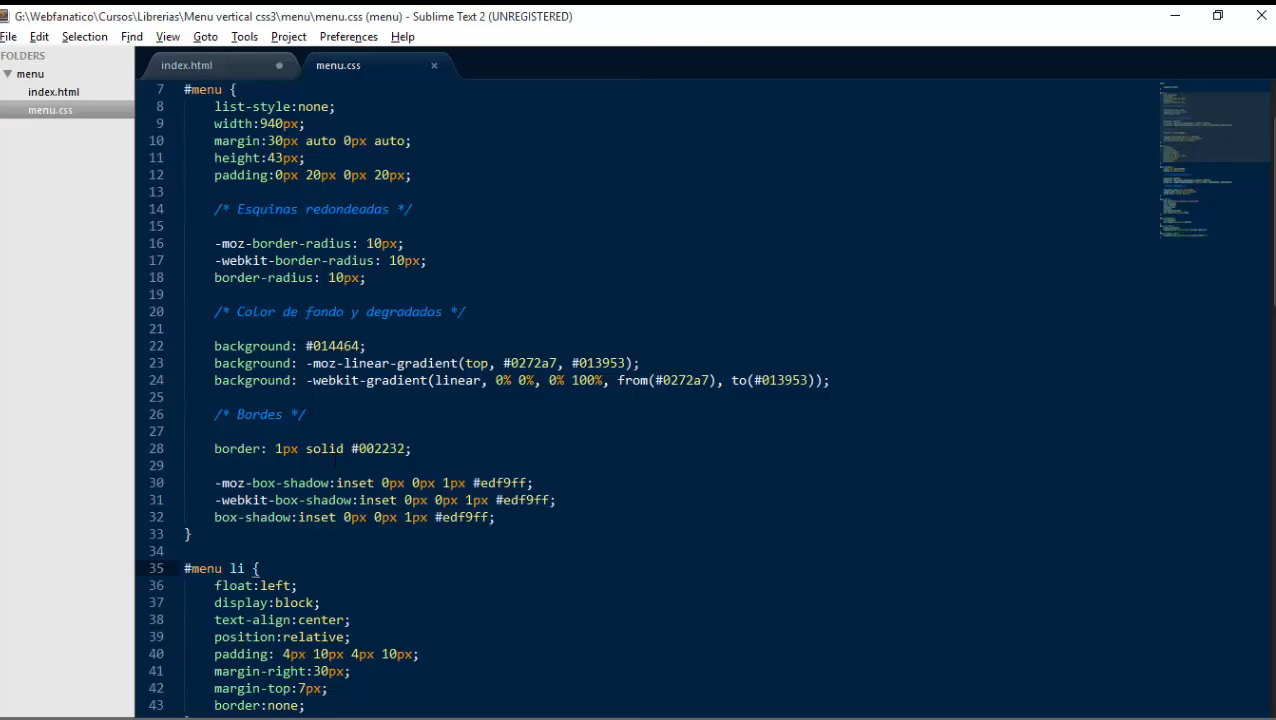 G:\Webfanatico\Cursos\Librerias\Menu vertical css3\menu\menu.css (menu) - Sublime Text 2 (UNREGISTERED)
File Edit Selection Find View Goto Tools Project Preferences Help
FOLDERS
menu
index.html
menu.css
index.html menu.css
7 #menu {
8 list-style:none;
9 width:940px;
10 margin:30px auto 0px auto;
11 height:43px;
12 padding:0px 20px 0px 20px;
13
14 /* Esquinas redondeadas */
15
16 -moz-border-radius: 10px;
17 -webkit-border-radius: 10px;
18 border-radius: 10px;
19
20 /* Color de fondo y degradados */
21
22 background: #014464;
23 background: -moz-linear-gradient(top, #0272a7, #013953);
24 background: -webkit-gradient(linear, 0% 0%, 0% 100%, from(#0272a7), to(#013953));
25
26 /* Bordes */
27
28 border: 1px solid #002232;
29
30 -moz-box-shadow:inset 0px 0px 1px #edf9ff;
31 -webkit-box-shadow:inset 0px 0px 1px #edf9ff;
32 box-shadow:inset 0px 0px 1px #edf9ff;
33 }
34
35 #menu li {
36 float:left;
37 display:block;
38 text-align:center;
39 position:relative;
40 padding: 4px 10px 4px 10px;
41 margin-right:30px;
42 margin-top:7px;
43 border:none;